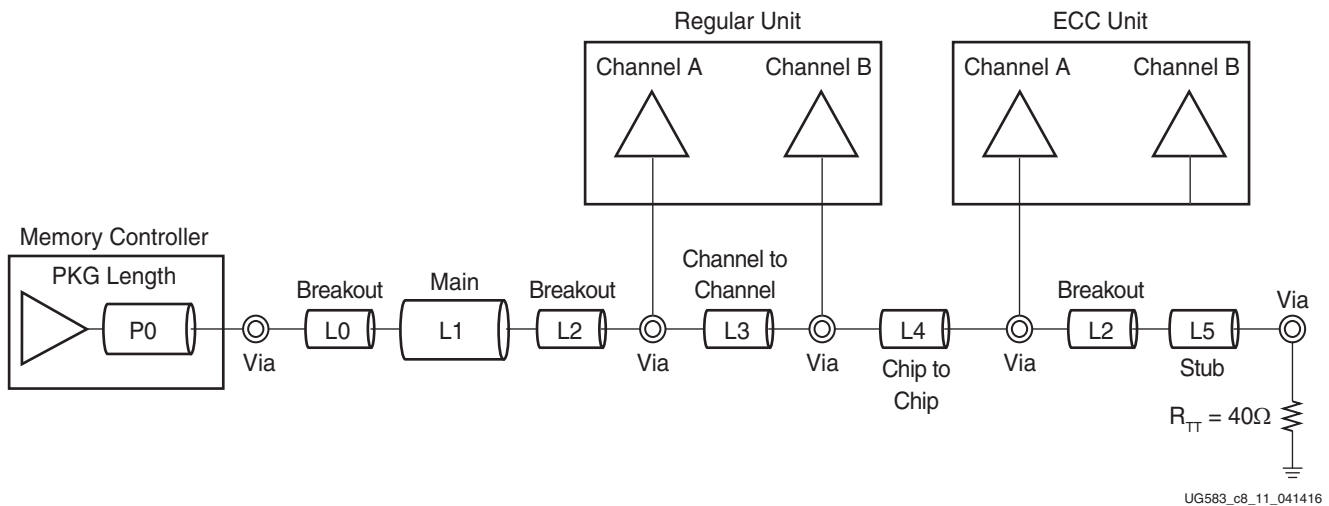 Regular Unit
ECC Unit
Channel A
Channel B
Channel A
Channel B
Memory Controller
PKG Length
P0
Via
Breakout
L0
Main
L1
Breakout
L2
Via
Channel to
Channel
L3
Via
L4
Chip to
Chip
Via
Breakout
L2
L5
Stub
Via
RTT = 40Ω
UG583_c8_11_041416